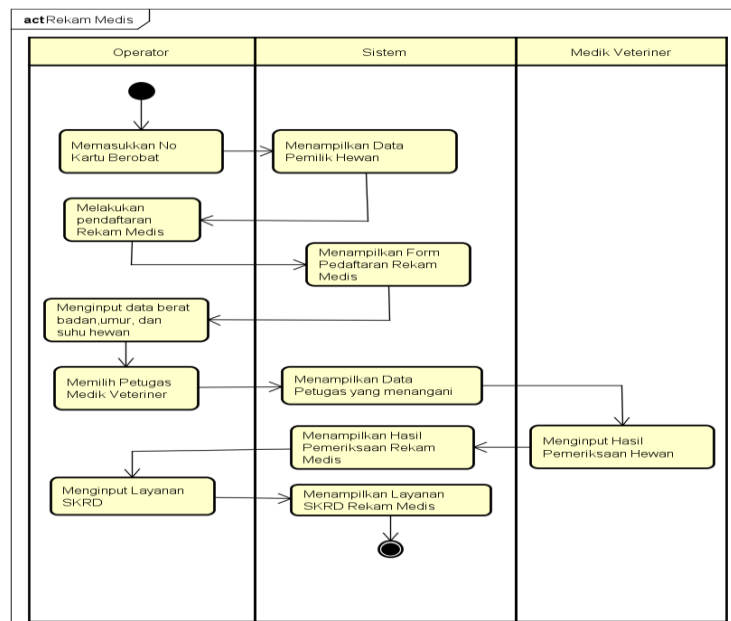 act Rekam Medis
Operator
Sistem
Medik Veteriner
Memasukkan No
Kartu Berobat
Menampilkan Data
Pemilik Hewan
Melakukan
pendaftaran
Rekam Medis
Menampilkan Form
Pedaftaran Rekam
Medis
Menginput data berat
badan,umur, dan
suhu hewan
Memilih Petugas
Medik Veteriner
Menampilkan Data
Petugas yang menangani
Menginput Hasil
Pemeriksaan Hewan
Menampilkan Hasil
Pemeriksaan Rekam
Medis
Menginput Layanan
SKRD
Menampilkan Layanan
SKRD Rekam Medis